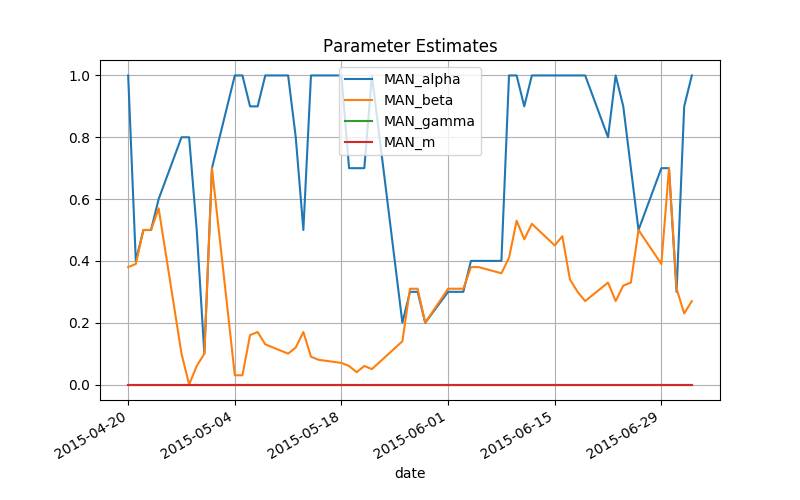 Parameter Estimates
MAN_alpha
MAN_beta
MAN_gamma
MAN_m
1.0
0.8
0.6
0.4
0.2
0.0
2015-04-20
2015-05-04
2015-05-18
2015-06-01
2015-06-15
2015-06-29
date